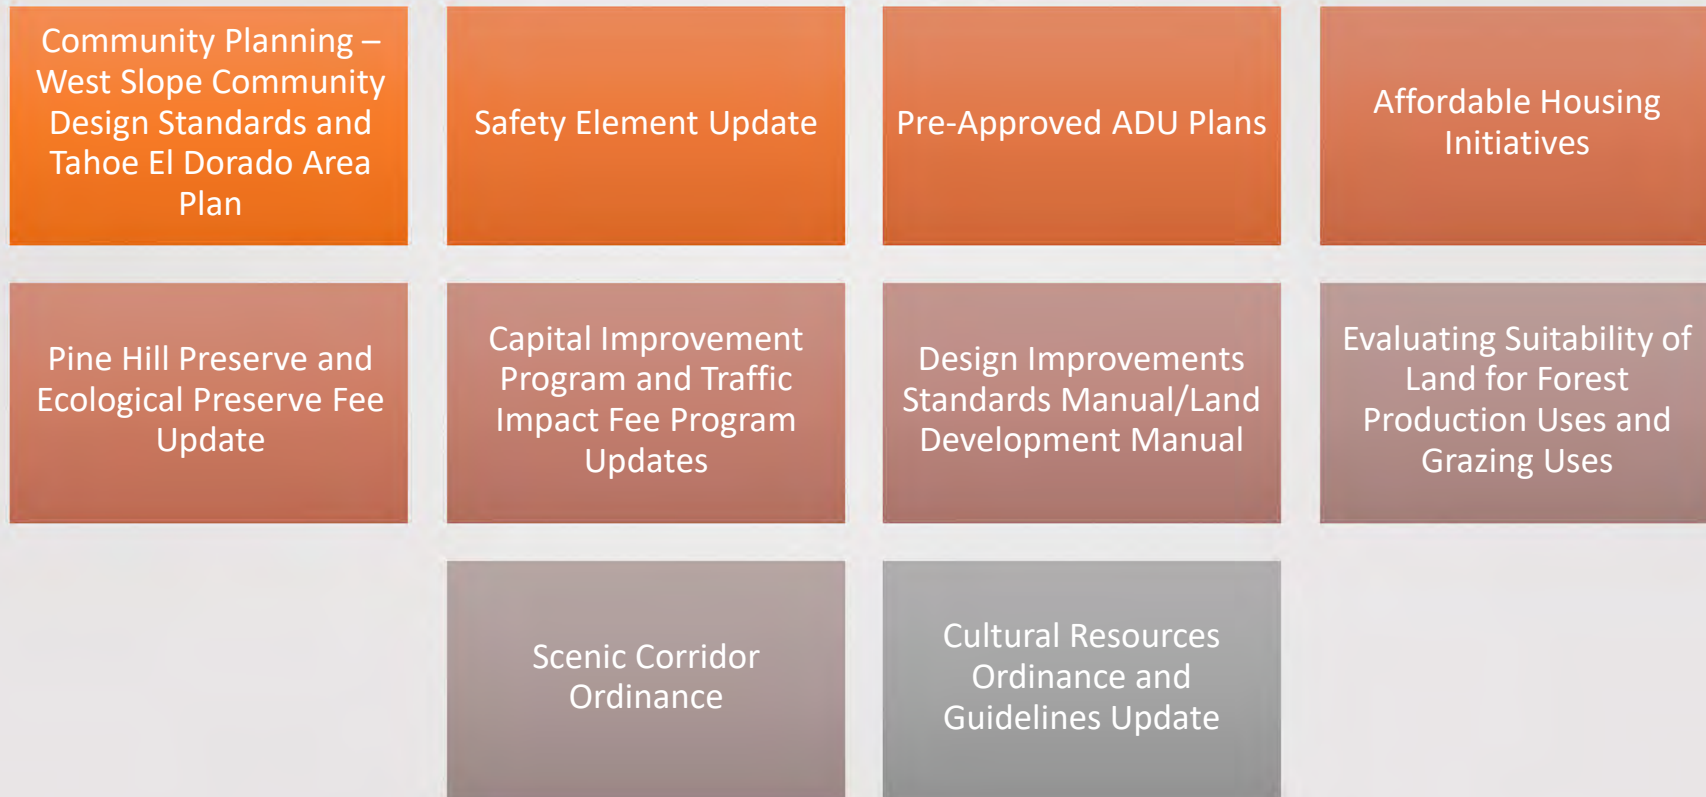 Community Planning –
West Slope Community
Design Standards and
Tahoe El Dorado Area
Plan
Safety Element Update
Pre-Approved ADU Plans
Affordable Housing
Initiatives
Pine Hill Preserve and
Ecological Preserve Fee
Update
Capital Improvement
Program and Traffic
Impact Fee Program
Updates
Design Improvements
Standards Manual/Land
Development Manual
Evaluating Suitability of
Land for Forest
Production Uses and
Grazing Uses
Scenic Corridor
Ordinance
Cultural Resources
Ordinance and
Guidelines Update